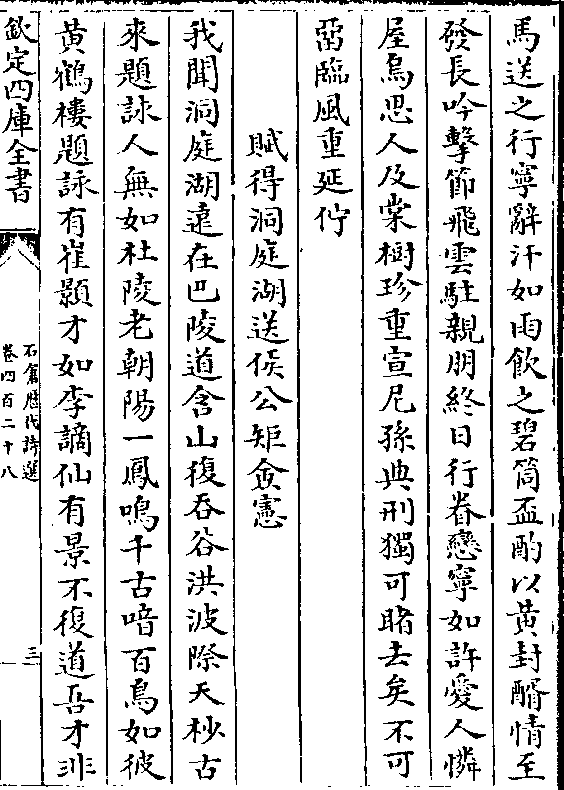 馬送之行寧辭汗如雨飲之碧筒盃酌以黄封醑情至
發長吟擊節飛雲駐親朋終日行眷戀寧如許愛人憐
屋烏思人及棠樹珍重宣尼孫典刑獨可睹去矣不可
留臨風重延佇
賦得洞庭湖送侯公矩僉憲
我聞洞庭湖遠在巴陵道含山復吞谷洪波際天杪古
來題詠人無如杜陵老朝陽一鳳鳴千古喑百鳥如彼
黄鶴樓題詠有崔顥才如李謫仙有景不復道吾才非
欽定四庫全書
石倉歷代詩選
卷四百二十八
三